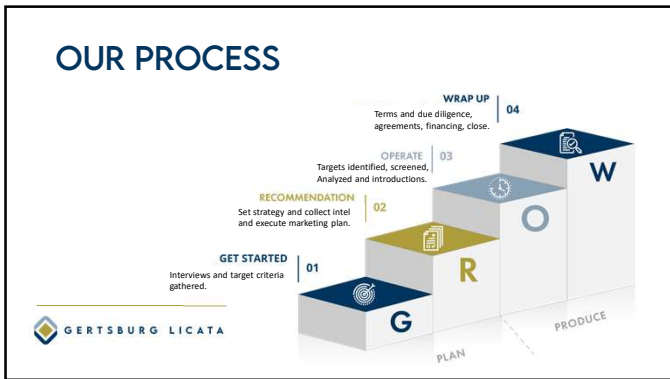 OUR PROCESS
WRAP UP
04
Terms and due diligence,
agreements, financing, close.
OPERATE
03
Targets identified, screened,
Analyzed and introductions.
RECOMMENDATION
02
Set strategy and collect intel
and execute marketing plan.
GET STARTED
01
Interviews and target criteria
gathered.
G
R
O
W
PLAN
PRODUCE
GERTSBURG LICATA